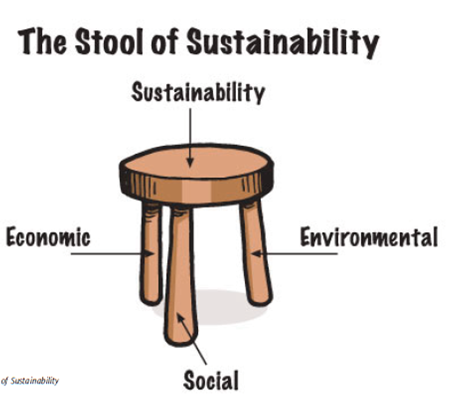 The Stool of Sustainability
Sustainability
Economic
Environmental
Social
of Sustainability